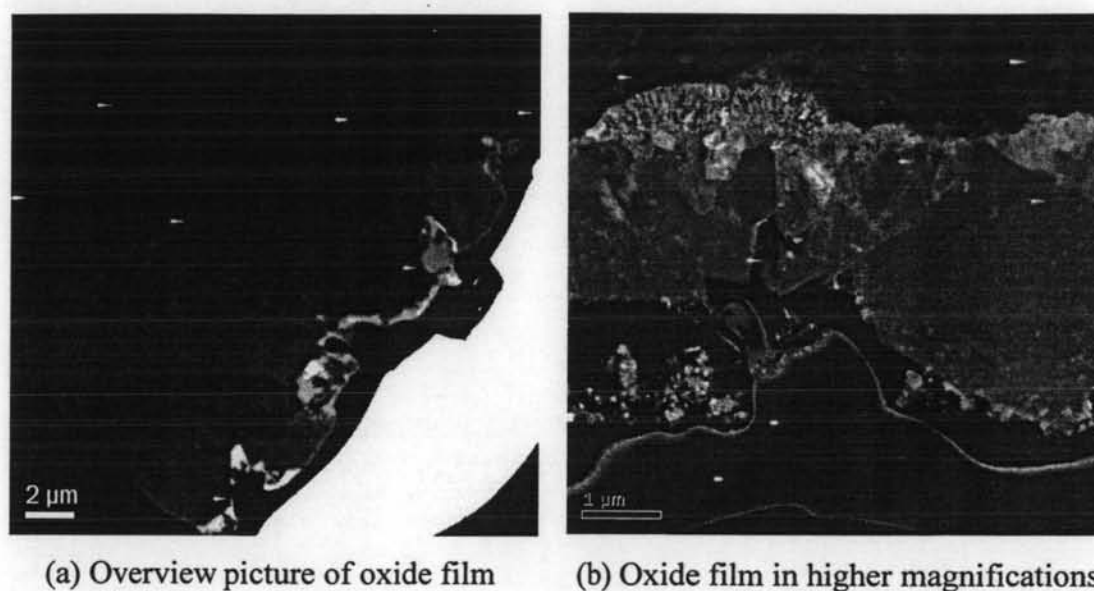 2 μm
1 μm
(a) Overview picture of oxide film
(b) Oxide film in higher magnifications